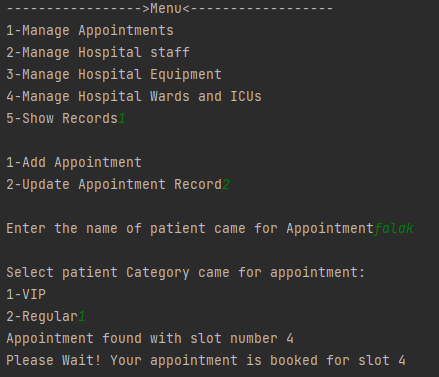 ----------------->Menu<------------------
1-Manage Appointments
2-Manage Hospital staff
3-Manage Hospital Equipment
4-Manage Hospital Wards and ICUs
5-Show Records1
1-Add Appointment
2-Update Appointment Record2
Enter the name of patient came for Appointmentfalak
Select patient Category came for appointment:
1-VIP
2-Regular1
Appointment found with slot number 4
Please Wait! Your appointment is booked for slot 4